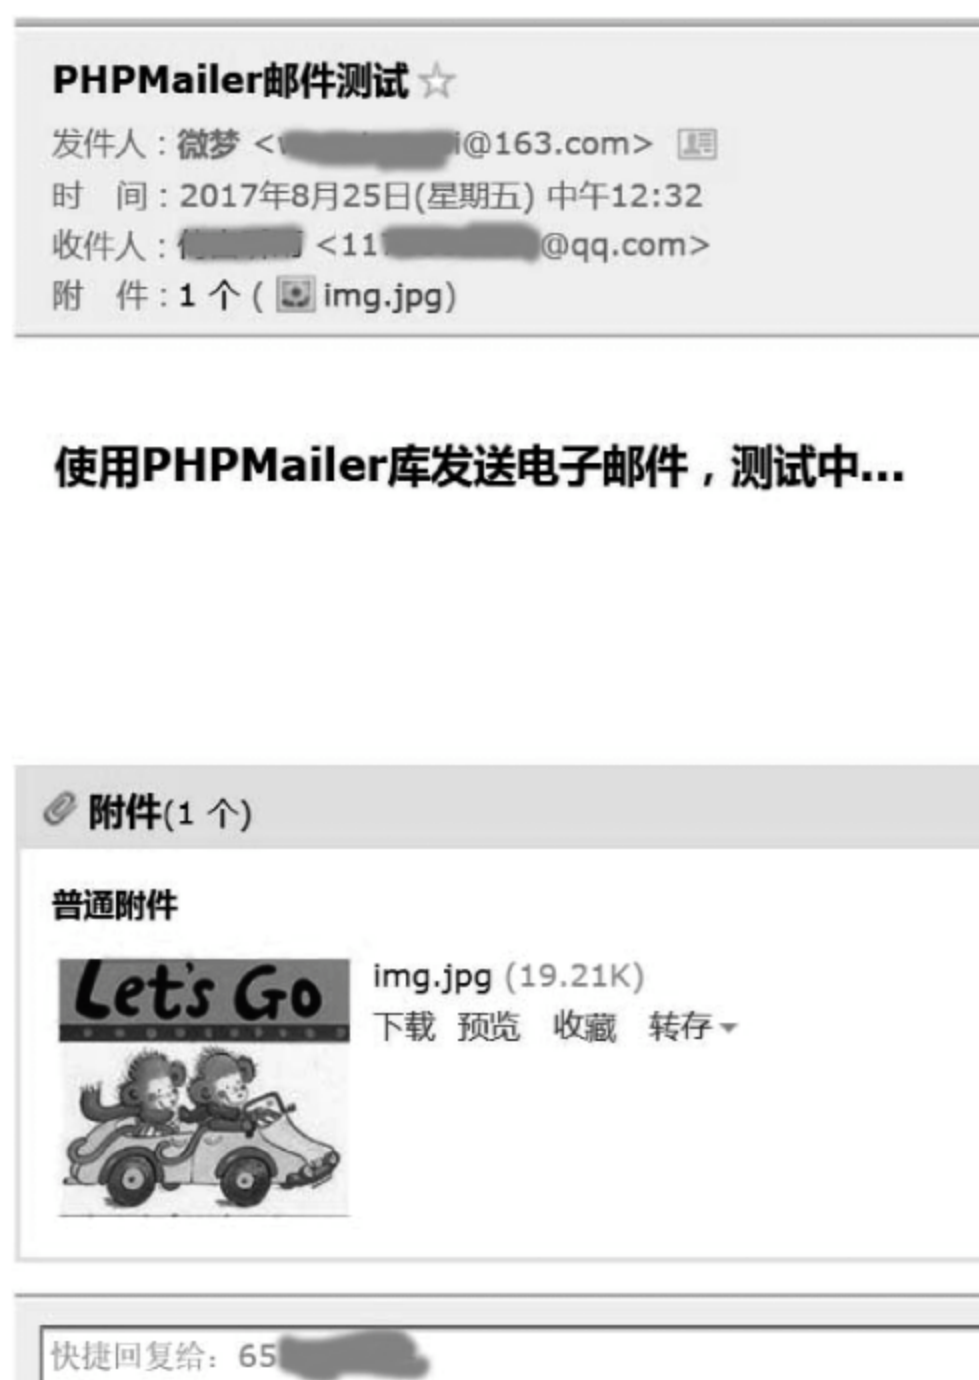 PHPMailer邮件测试
发件人：微梦 <i@163.com>
时 间：2017年8月25日(星期五) 中午12:32
收件人： <11@qq.com>
附 件：1 个 ( img.jpg)
使用PHPMailer库发送电子邮件，测试中...
附件(1 个)
普通附件
Let's Go
img.jpg (19.21K)
下载 预览 收藏 转存
快捷回复给：65